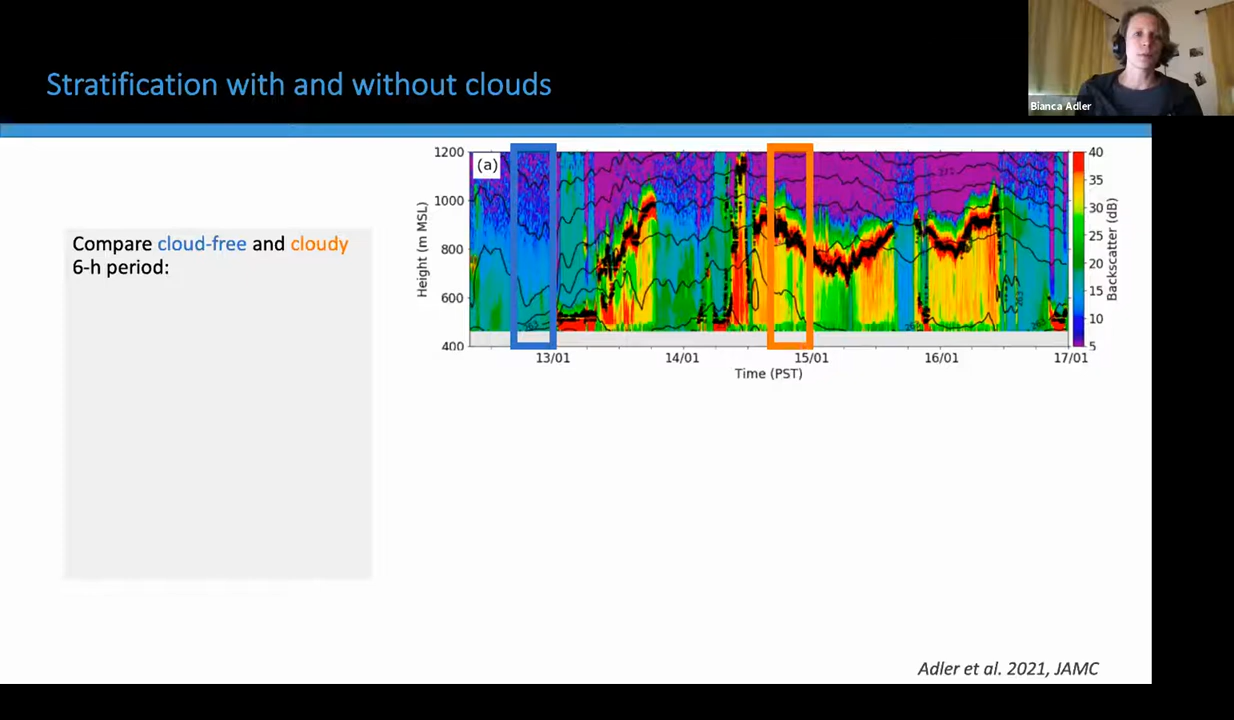 Stratification with and without clouds
Bianca Adler
Compare cloud-free and cloudy
6-h period:
(a)
1200
1000
800
600
400
Height (m MSL)
13/01
14/01
15/01
16/01
17/01
Time (PST)
40
35
30
25
20
15
10
5
Backscatter (dB)
Adler et al. 2021, JAMC